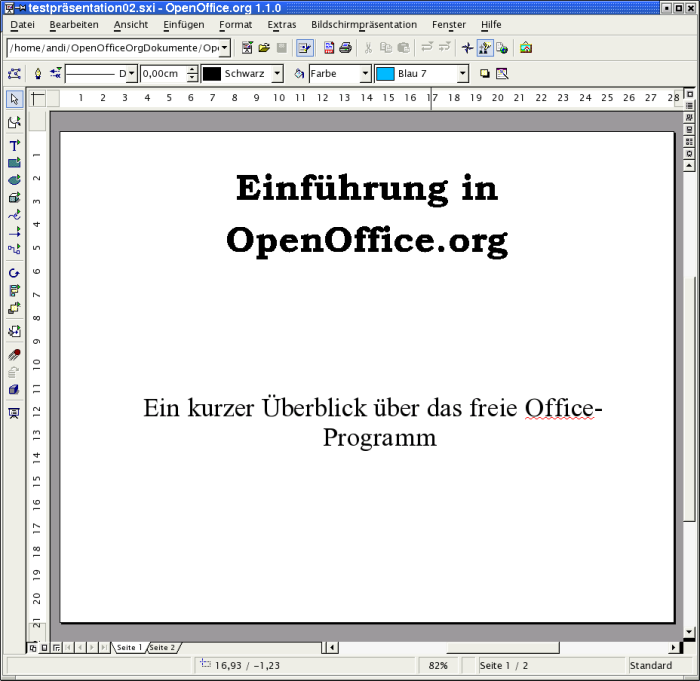 testpräsentation02.sxi - OpenOffice.org 1.1.0
Datei Bearbeiten Ansicht Einfügen Format Extras Bildschirmpräsentation Fenster Hilfe
/home/andi/OpenOfficeOrgDokumente/Ope
D 0,00cm Schwarz Farbe Blau 7
1 2 3 4 5 6 7 8 9 10 11 12 13 14 15 16 17 18 19 20 21 22 23 24 25 26 27 28
1
2
3
4
5
6
7
8
9
10
11
12
13
14
15
16
17
18
19
20
21
Einführung in
OpenOffice.org
Ein kurzer Überblick über das freie Office-
Programm
Seite 1 Seite 2
16,93 / -1,23 82% Seite 1 / 2 Standard